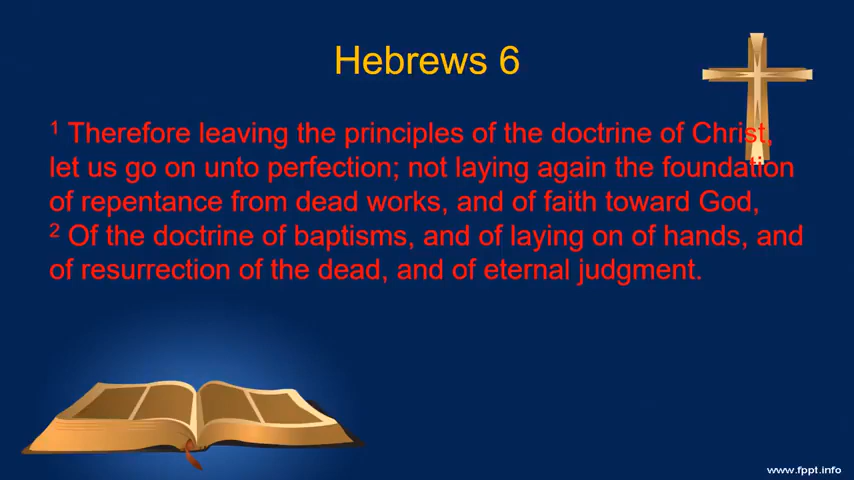 Hebrews 6
1 Therefore leaving the principles of the doctrine of Christ,
let us go on unto perfection; not laying again the foundation
of repentance from dead works, and of faith toward God,
2 Of the doctrine of baptisms, and of laying on of hands, and
of resurrection of the dead, and of eternal judgment.
www.fppt.info